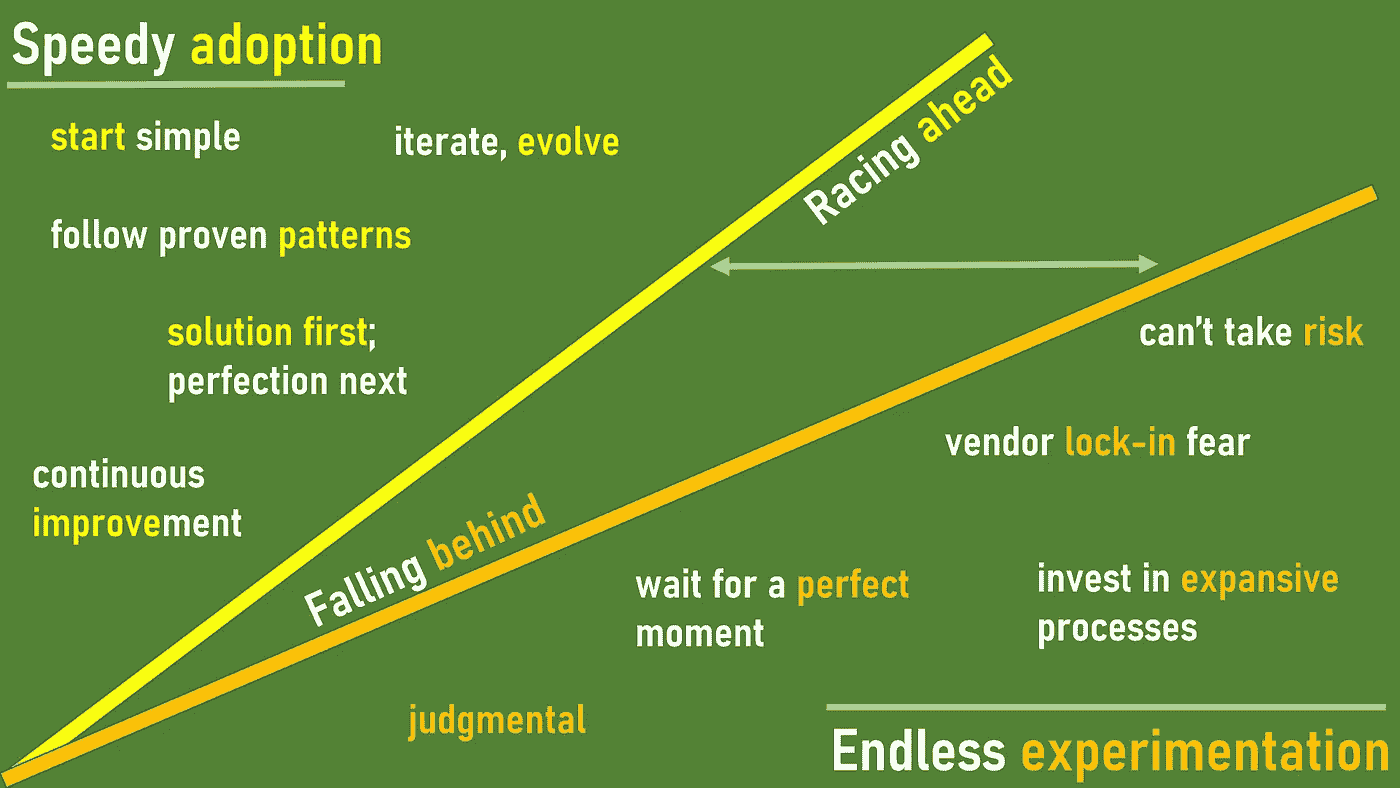 Speedy adoption
start simple
iterate, evolve
follow proven patterns
solution first;
perfection next
continuous
improvement
Racing ahead
Falling behind
can't take risk
vendor lock-in fear
wait for a perfect
moment
invest in expansive
processes
judgmental
Endless experimentation